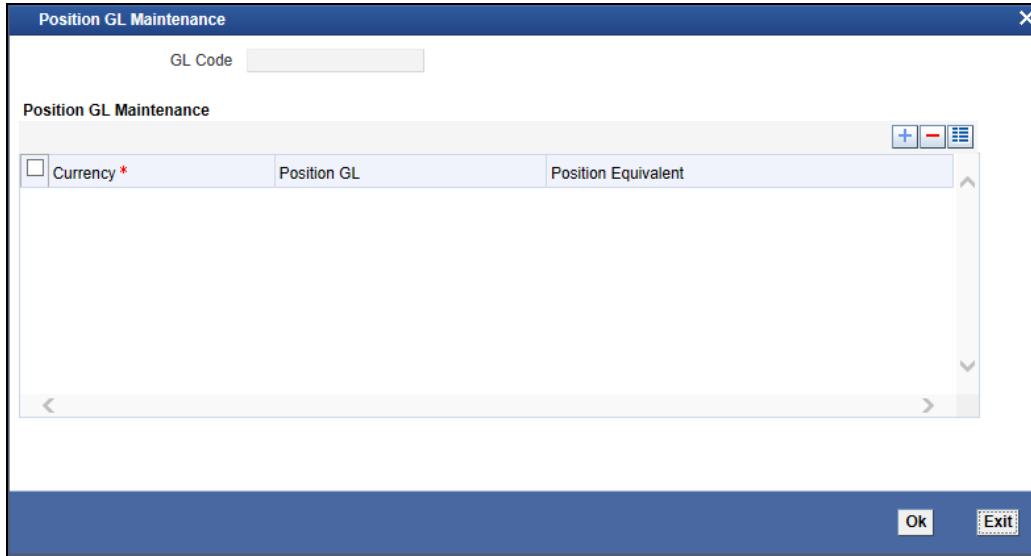 Position GL Maintenance
GL Code
Position GL Maintenance
Currency * Position GL Position Equivalent
Ok Exit